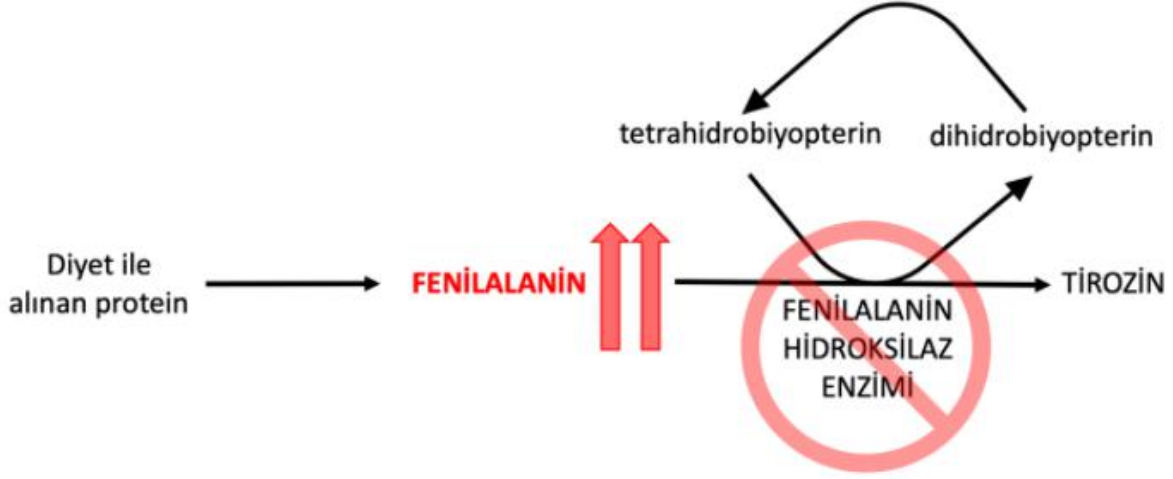 tetrahidrobiyopterin
dihidrobiyopterin
Diyet ile
alınan protein
FENİLALANİN
TİROZİN
FENİLALANİN
HİDROKSİLAZ
ENZİMİ